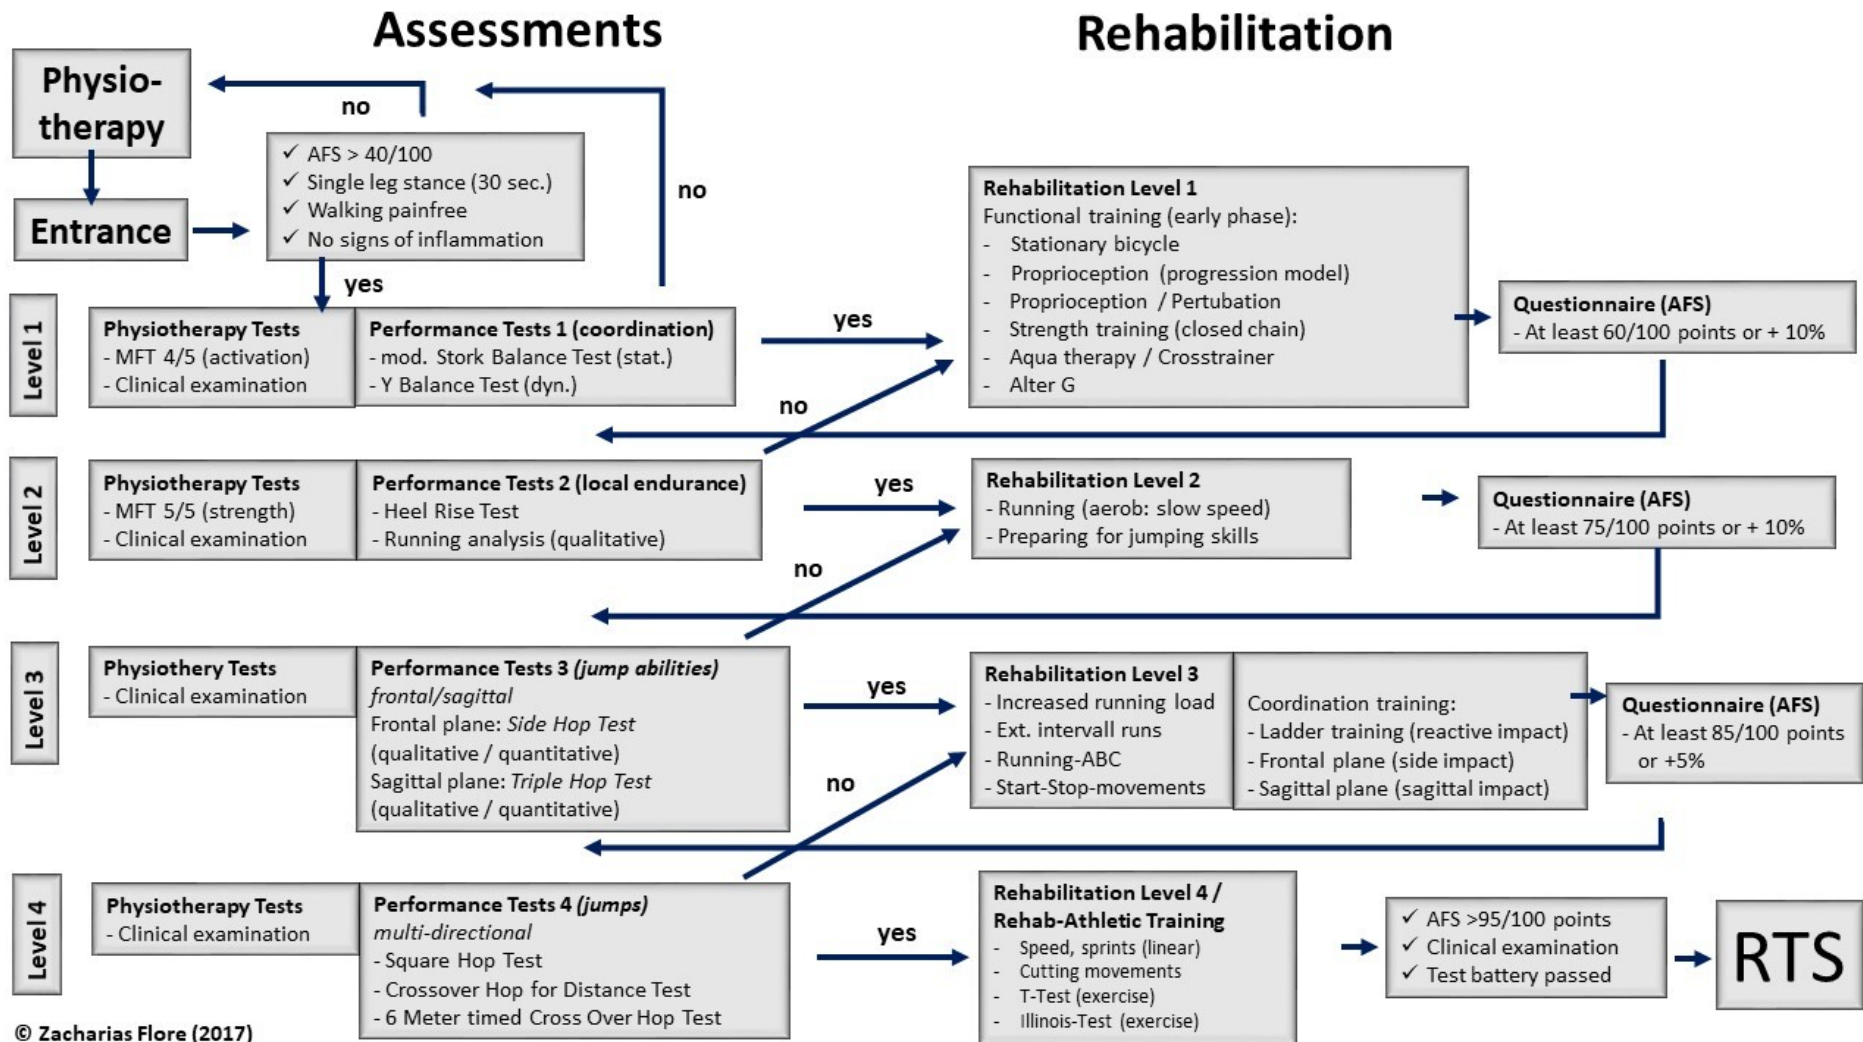 Assessments
Rehabilitation
Physio-
therapy
no
✓ AFS > 40/100
✓ Single leg stance (30 sec.)
✓ Walking painfree
✓ No signs of inflammation
no
Entrance
yes
Level 1
Physiotherapy Tests
- MFT 4/5 (activation)
- Clinical examination
Performance Tests 1 (coordination)
- mod. Stork Balance Test (stat.)
- Y Balance Test (dyn.)
yes
Rehabilitation Level 1
Functional training (early phase):
- Stationary bicycle
- Proprioception (progression model)
- Proprioception / Pertubation
- Strength training (closed chain)
- Aqua therapy / Crosstrainer
- Alter G
Questionnaire (AFS)
- At least 60/100 points or + 10%
no
Level 2
Physiotherapy Tests
- MFT 5/5 (strength)
- Clinical examination
Performance Tests 2 (local endurance)
- Heel Rise Test
- Running analysis (qualitative)
yes
Rehabilitation Level 2
- Running (aerob: slow speed)
- Preparing for jumping skills
Questionnaire (AFS)
- At least 75/100 points or + 10%
no
Level 3
Physiothery Tests
- Clinical examination
Performance Tests 3 (jump abilities)
frontal/sagittal
Frontal plane: Side Hop Test
(qualitative / quantitative)
Sagittal plane: Triple Hop Test
(qualitative / quantitative)
yes
Rehabilitation Level 3
- Increased running load
- Ext. intervall runs
- Running-ABC
- Start-Stop-movements
Coordination training:
- Ladder training (reactive impact)
- Frontal plane (side impact)
- Sagittal plane (sagittal impact)
Questionnaire (AFS)
- At least 85/100 points
or +5%
no
Level 4
Physiotherapy Tests
- Clinical examination
Performance Tests 4 (jumps)
multi-directional
- Square Hop Test
- Crossover Hop for Distance Test
- 6 Meter timed Cross Over Hop Test
yes
Rehabilitation Level 4 /
Rehab-Athletic Training
- Speed, sprints (linear)
- Cutting movements
- T-Test (exercise)
- Illinois-Test (exercise)
✓ AFS >95/100 points
✓ Clinical examination
✓ Test battery passed
RTS
© Zacharias Flore (2017)